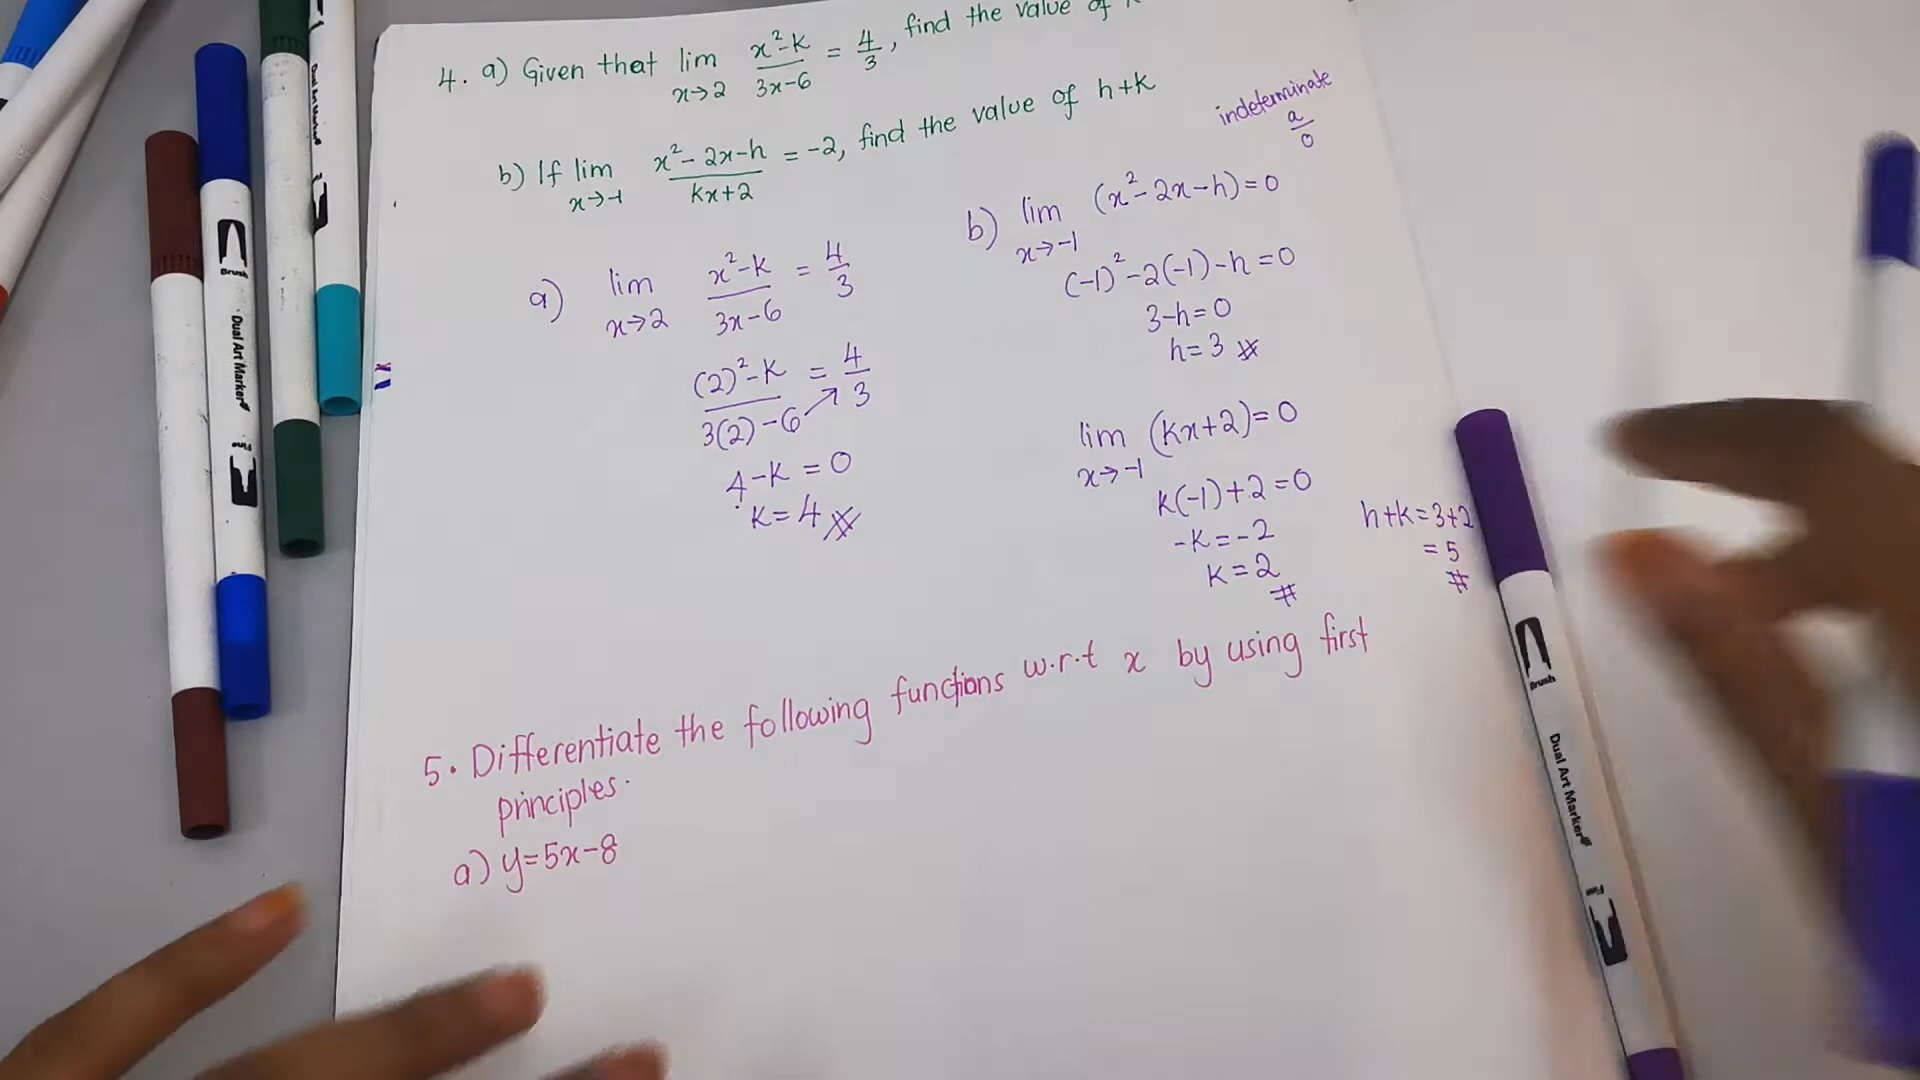 4. a) Given that lim x→2 x²-k/3x-6 = 4/3, find the value of
b) If lim x→-1 x²-2x-h/kx+2 = -2, find the value of h+k
indeterminate
a/0
a) lim x→2 x²-k/3x-6 = 4/3
(2)²-k/3(2)-6 = 4/3
4-k = 0
k=4
b) lim x→-1 (x²-2x-h)=0
(-1)²-2(-1)-h=0
3-h=0
h=3
lim x→-1 (kx+2)=0
k(-1)+2=0
-k=-2
k=2
#
h+k=3+2
=5
#
5. Differentiate the following functions w.r.t x by using first
principles.
a) y=5x-8
Brush
Dual Art Marker
Dual Art Marker
Brush
Dual Art Marker